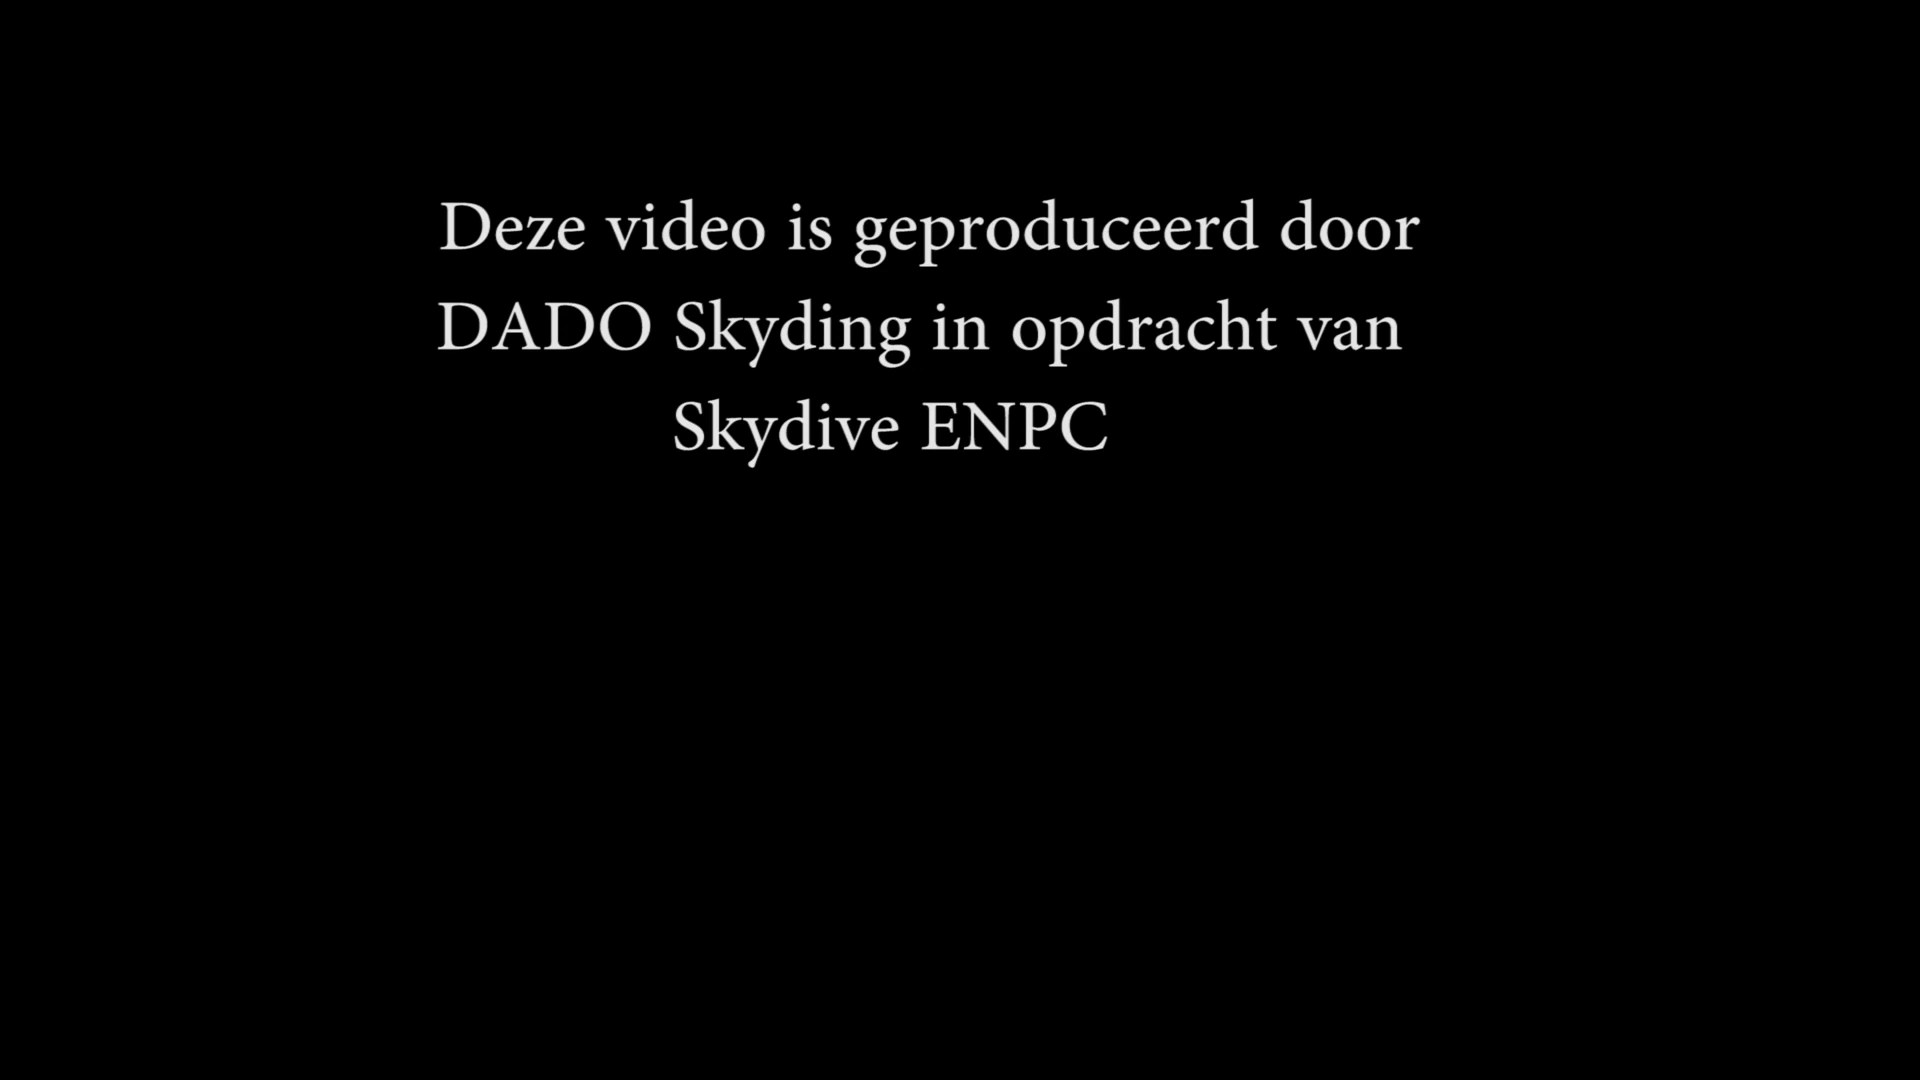 Deze video is geproduceerd door
DADO Skyding in opdracht van
Skydive ENPC